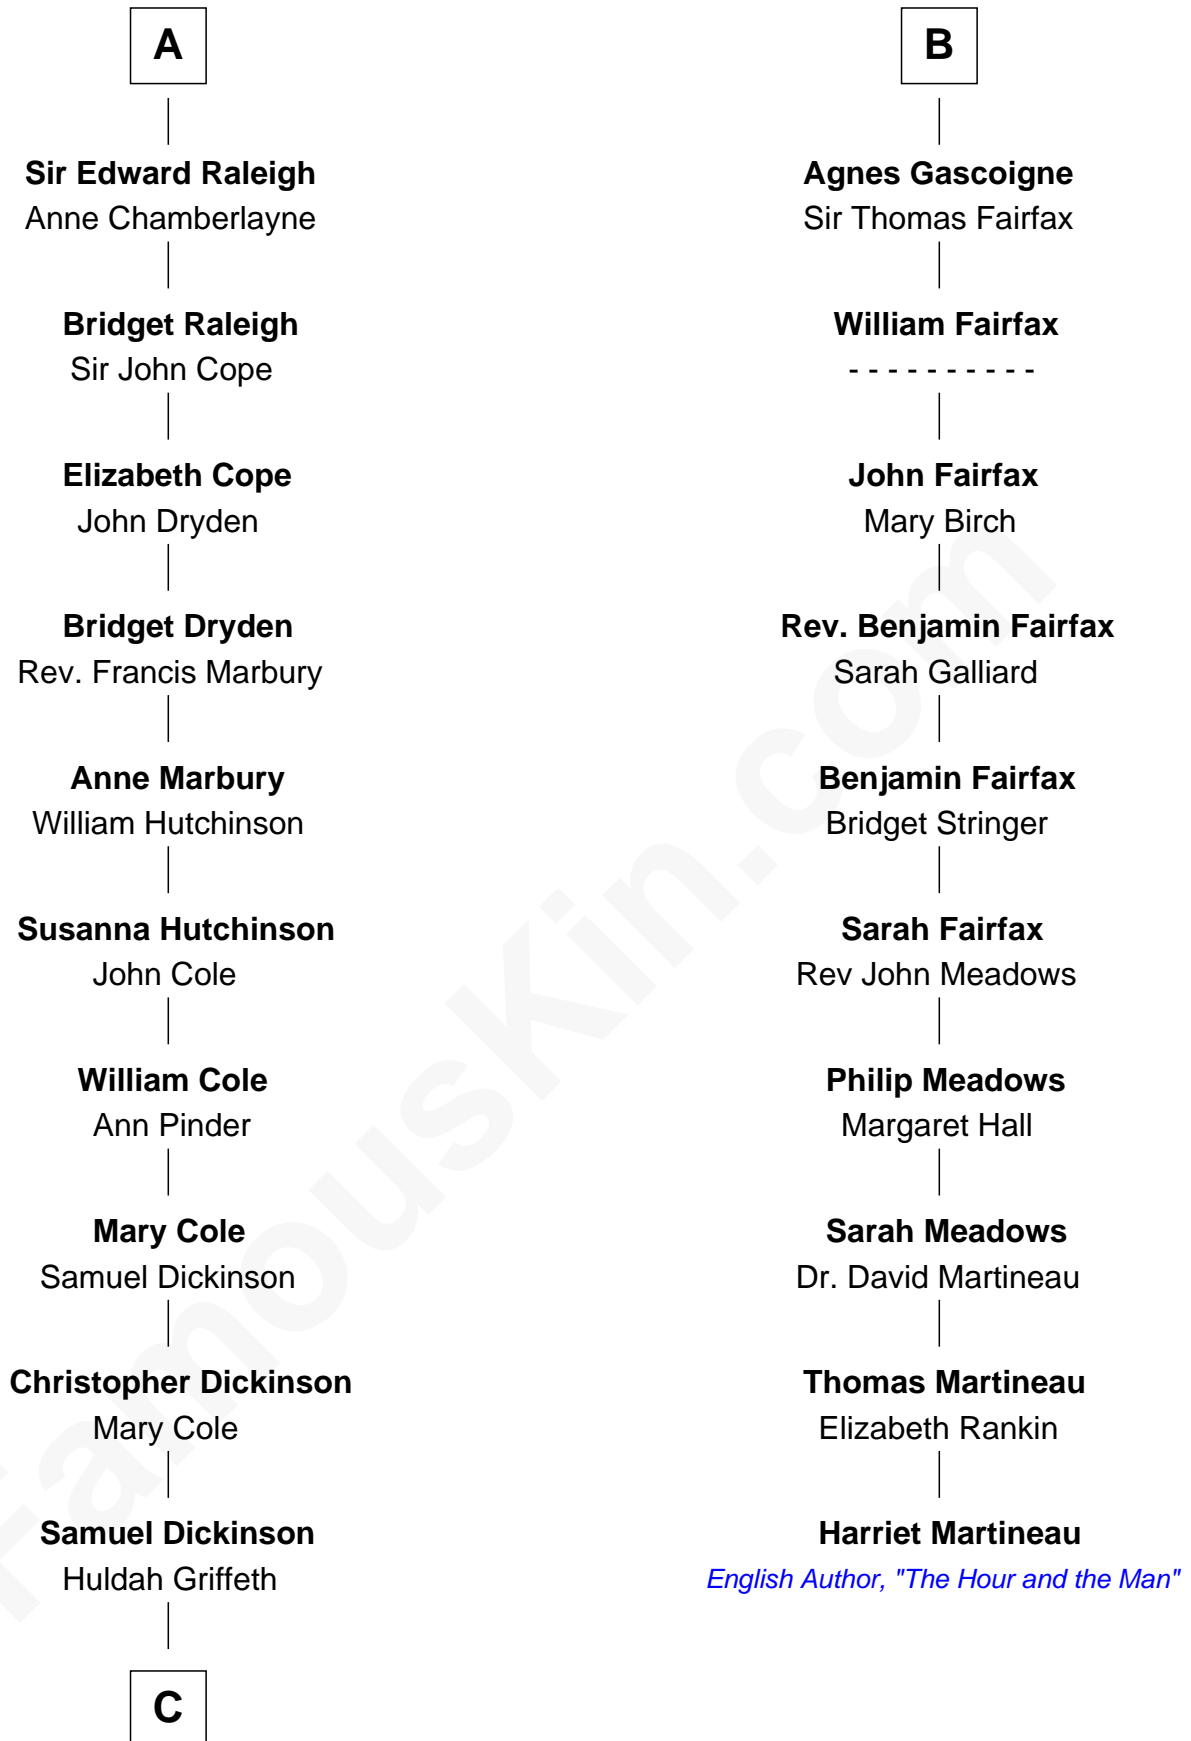 A
Sir Edward Raleigh
Anne Chamberlayne
Bridget Raleigh
Sir John Cope
Elizabeth Cope
John Dryden
Bridget Dryden
Rev. Francis Marbury
Anne Marbury
William Hutchinson
Susanna Hutchinson
John Cole
William Cole
Ann Pinder
Mary Cole
Samuel Dickinson
Christopher Dickinson
Mary Cole
Samuel Dickinson
Huldah Griffeth
C
B
Agnes Gascoigne
Sir Thomas Fairfax
William Fairfax
- - - - - - - - - -
John Fairfax
Mary Birch
Rev. Benjamin Fairfax
Sarah Galliard
Benjamin Fairfax
Bridget Stringer
Sarah Fairfax
Rev John Meadows
Philip Meadows
Margaret Hall
Sarah Meadows
Dr. David Martineau
Thomas Martineau
Elizabeth Rankin
Harriet Martineau
English Author, "The Hour and the Man"
FamousKin.com